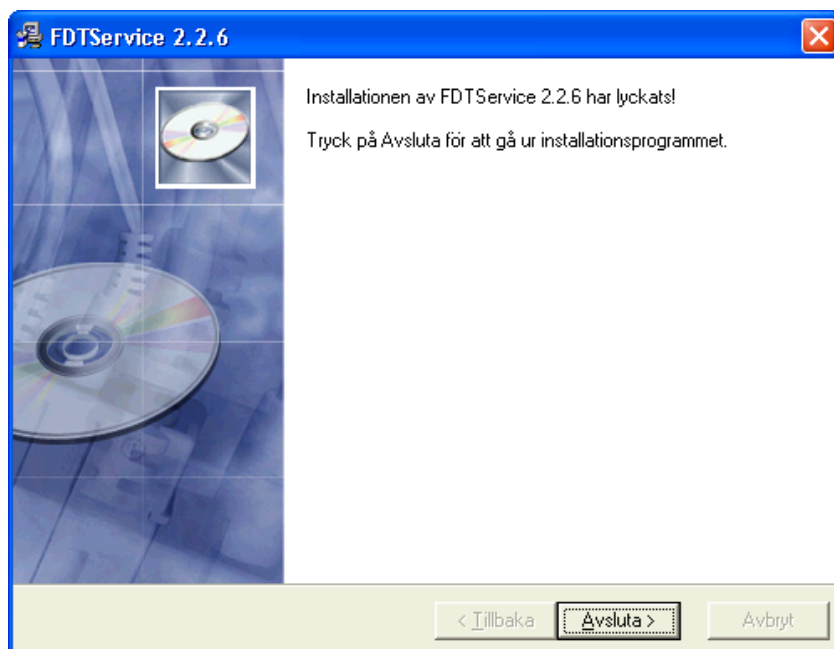 FDTService 2.2.6
Installationen av FDTService 2.2.6 har lyckats!
Tryck på Avsluta för att gå ur installationsprogrammet.
< Tillbaka
Avsluta >
Avbryt